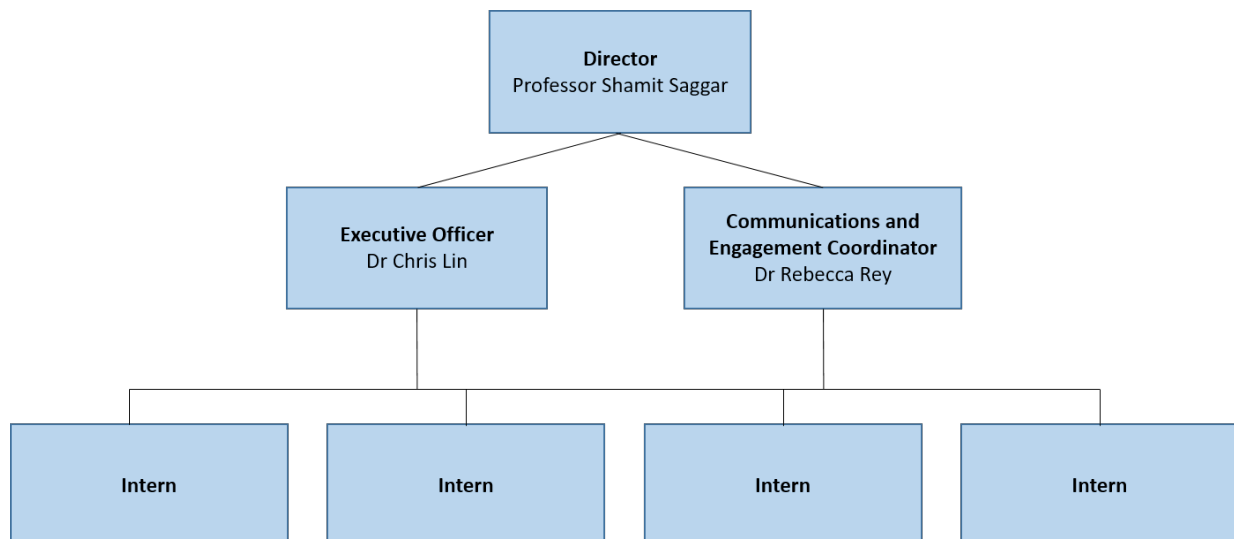 Director
Professor Shamit Saggar
Executive Officer
Dr Chris Lin
Communications and
Engagement Coordinator
Dr Rebecca Rey
Intern
Intern
Intern
Intern